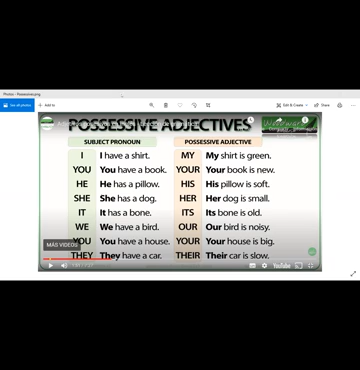 Photos - Possessives.png
See all photos
Add to
Edit & Create
Share
POSSESSIVE ADJECTIVES
SUBJECT PRONOUN POSSESSIVE ADJECTIVE
I I have a shirt. MY My shirt is green.
YOU You have a book. YOUR Your book is new.
HE He has a pillow. HIS His pillow is soft.
SHE She has a dog. HER Her dog is small.
IT It has a bone. ITS Its bone is old.
WE We have a bird. OUR Our bird is noisy.
MÁS VÍDEOS
YOU You have a house. YOUR Your house is big.
THEY They have a car. THEIR Their car is slow.
YouTube